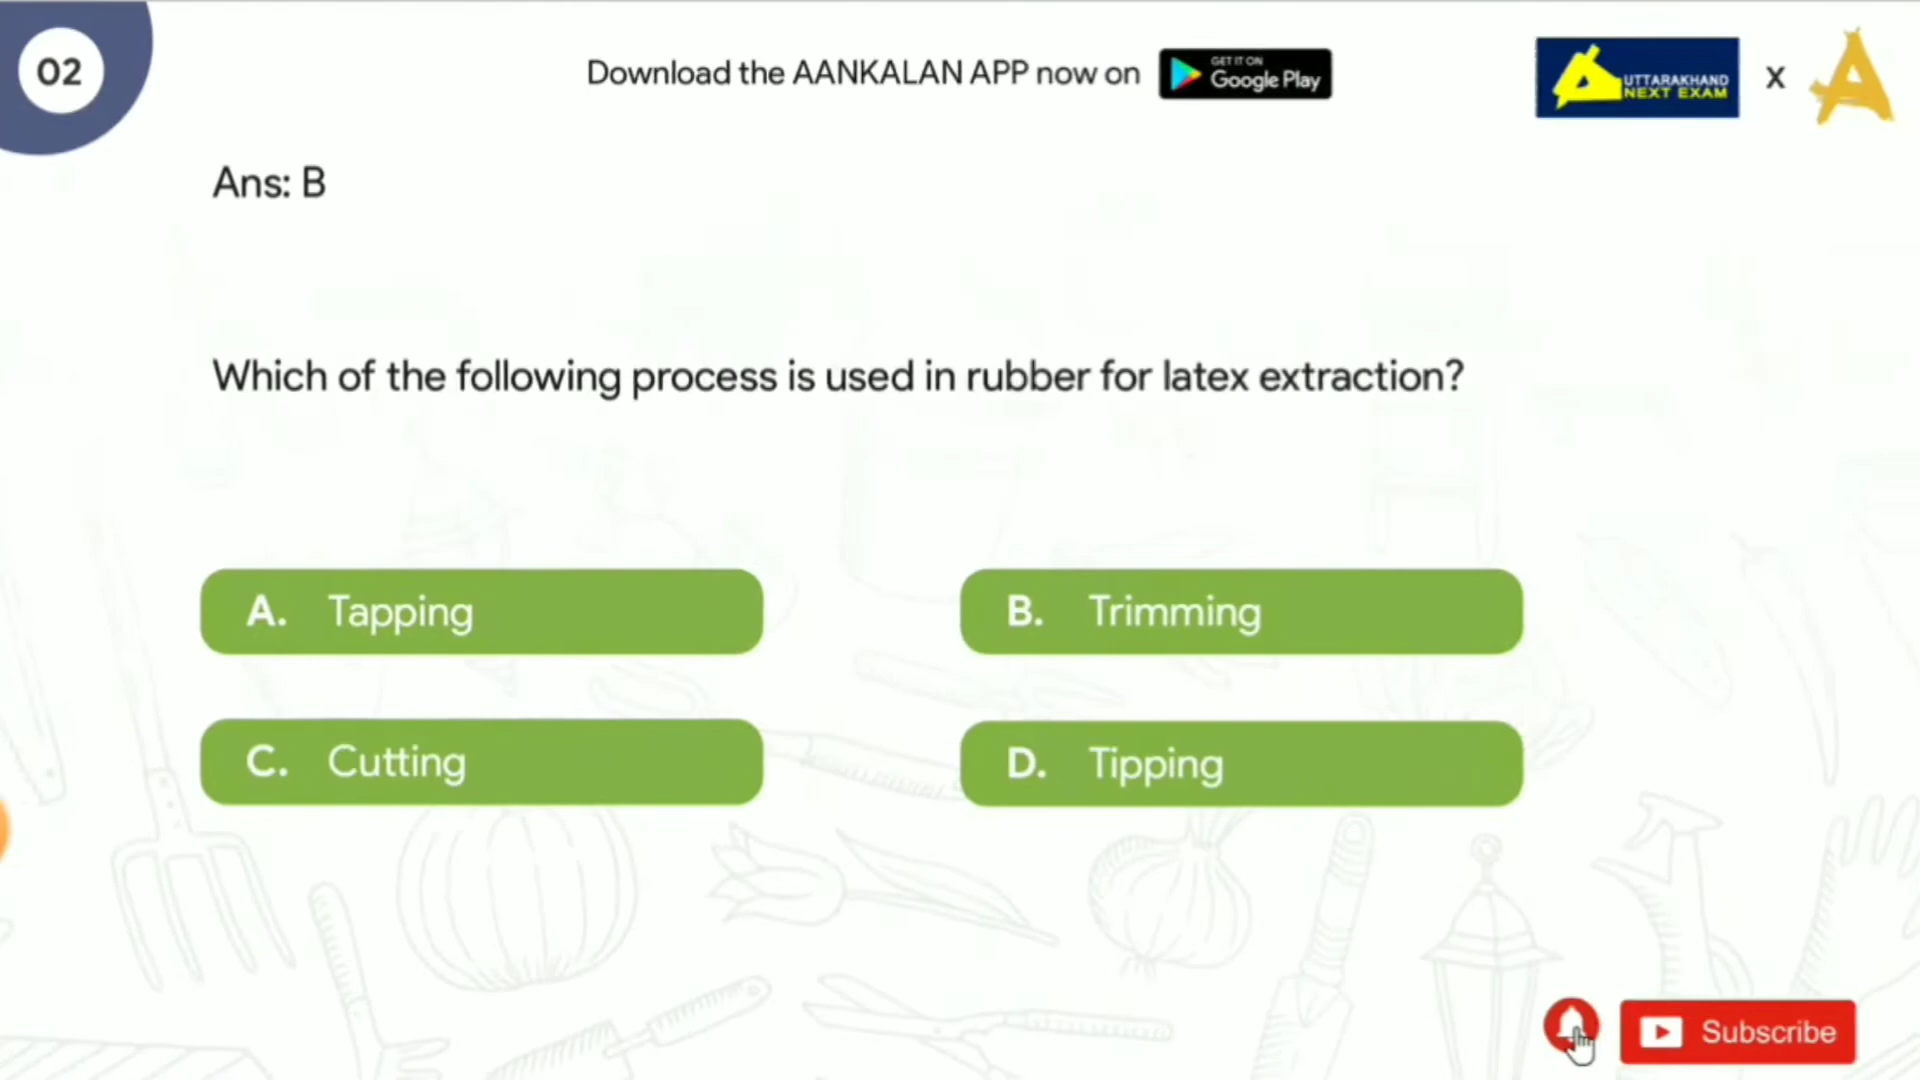 02
Download the AANKALAN APP now on
GET IT ON
Google Play
UTTARAKHAND
NEXT EXAM
X
Ans: B
Which of the following process is used in rubber for latex extraction?
A. Tapping
B. Trimming
C. Cutting
D. Tipping
Subscribe